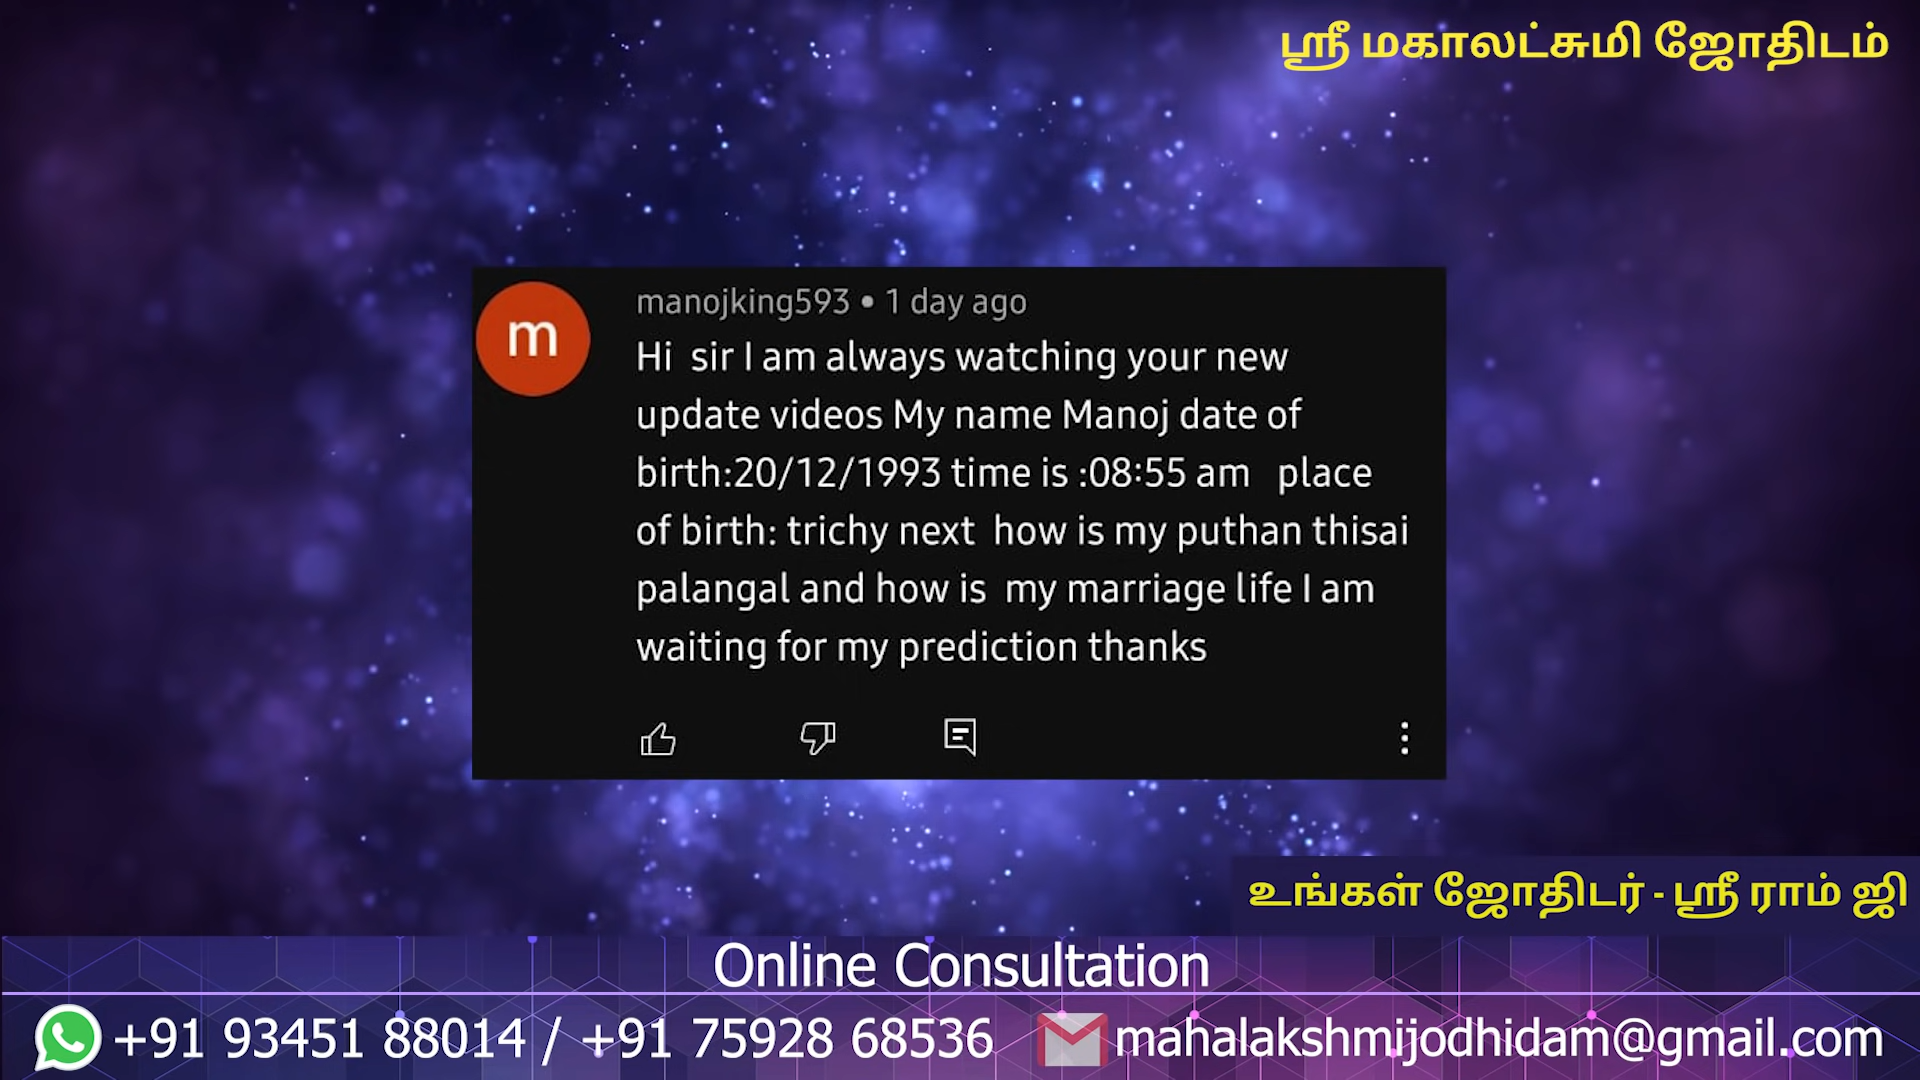 ஸ்ரீ மகாலட்சுமி ஜோதிடம்
m
manojking593 • 1 day ago
Hi sir I am always watching your new
update videos My name Manoj date of
birth:20/12/1993 time is :08:55 am place
of birth: trichy next how is my puthan thisai
palangal and how is my marriage life I am
waiting for my prediction thanks
உங்கள் ஜோதிடர் - ஸ்ரீ ராம் ஜி
Online Consultation
+91 93451 88014 / +91 75928 68536 mahalakshmijodhidam@gmail.com